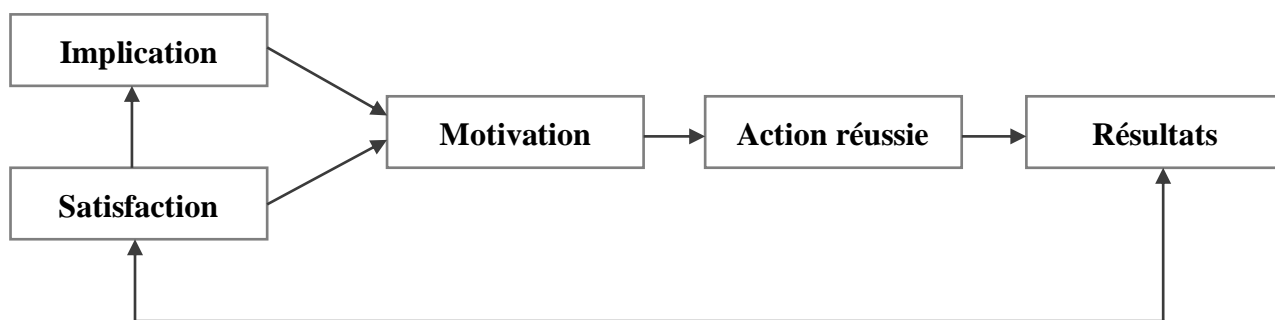 Implication
Motivation
Action réussie
Résultats
Satisfaction